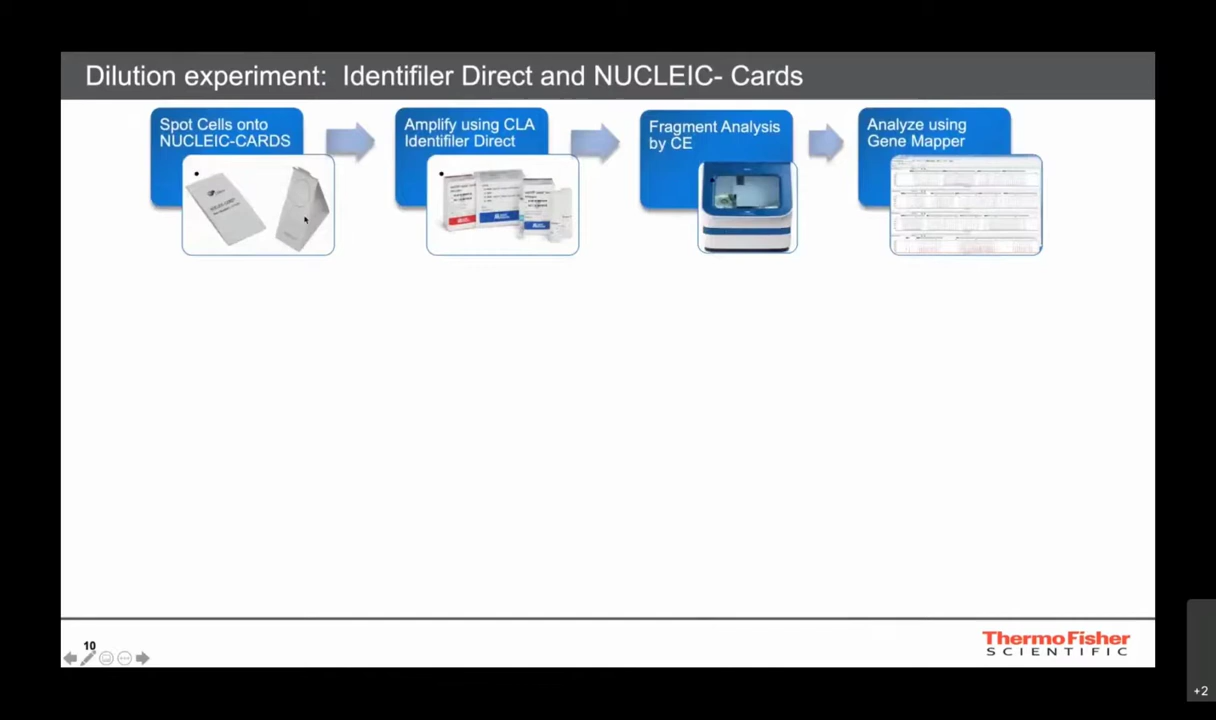 Dilution experiment: Identifiler Direct and NUCLEIC- Cards
Spot Cells onto
NUCLEIC-CARDS
Amplify using CLA
Identifiler Direct
Fragment Analysis
by CE
Analyze using
Gene Mapper
10
ThermoFisher
SCIENTIFIC
+2